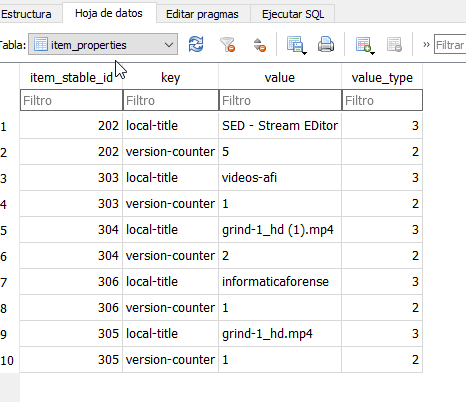 Estructura Hoja de datos Editar pragmas Ejecutar SQL
Tabla: item_properties » Filtrar
item_stable_id key value value_type
Filtro Filtro Filtro Filtro
1 202 local-title SED - Stream EDitor 3
2 202 version-counter 5 2
3 303 local-title videos-afi 3
4 303 version-counter 1 2
5 304 local-title grind-1_hd (1).mp4 3
6 304 version-counter 2 2
7 306 local-title informaticaforense 3
8 306 version-counter 1 2
9 305 local-title grind-1_hd.mp4 3
10 305 version-counter 1 2